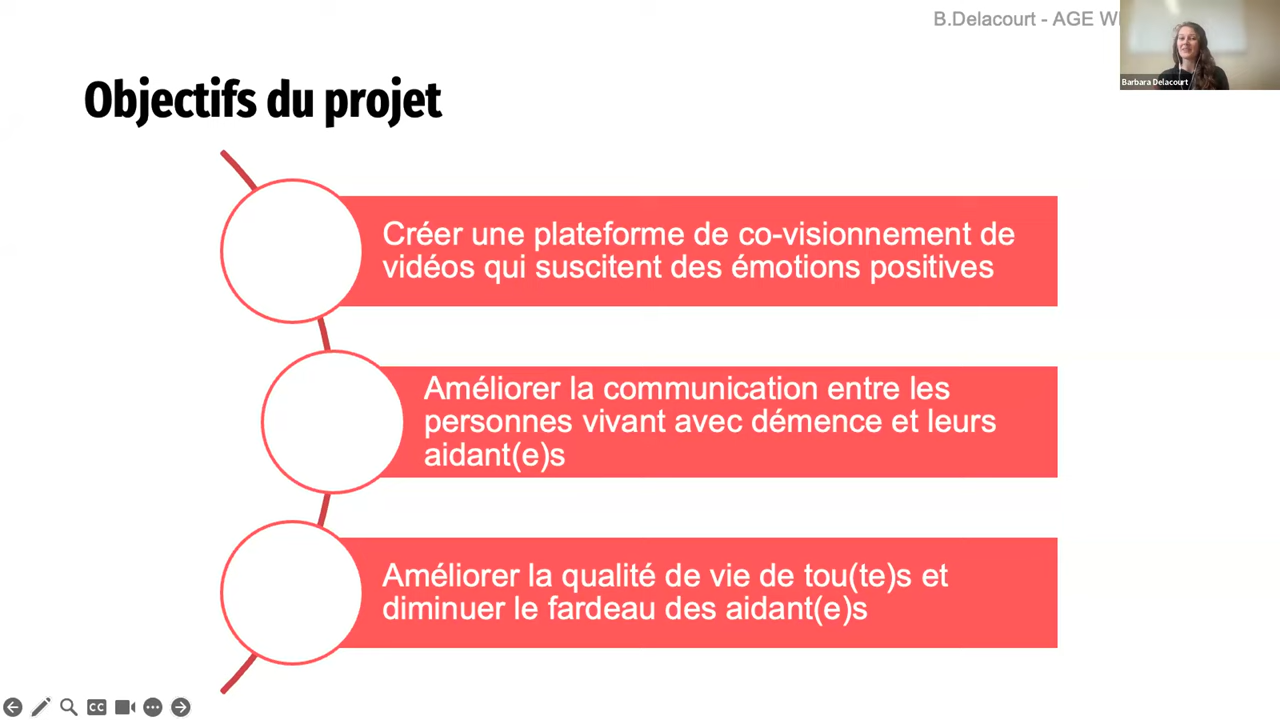 B.Delacourt - AGE
Barbara Delacourt
Objectifs du projet
Créer une plateforme de co-visionnement de
vidéos qui suscitent des émotions positives
Améliorer la communication entre les
personnes vivant avec démence et leurs
aidant(e)s
Améliorer la qualité de vie de tou(te)s et
diminuer le fardeau des aidant(e)s
CC